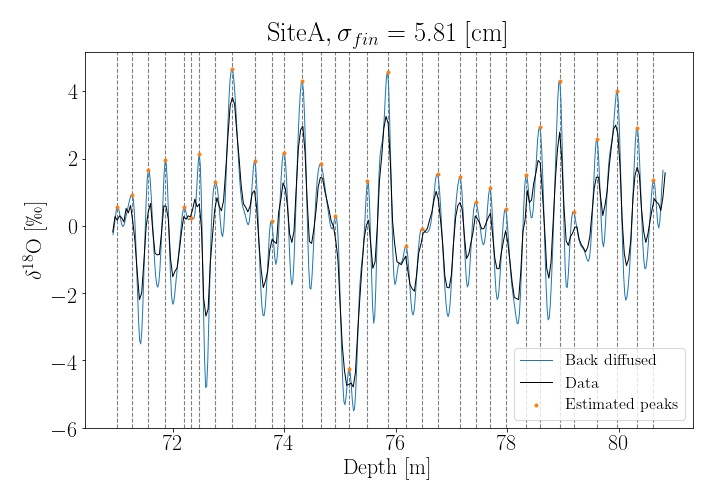 SiteA, σ_fin = 5.81 [cm]
4
2
0
−2
−4
−6
δ¹⁸O [‰]
72
74
76
78
80
Depth [m]
Back diffused
Data
Estimated peaks